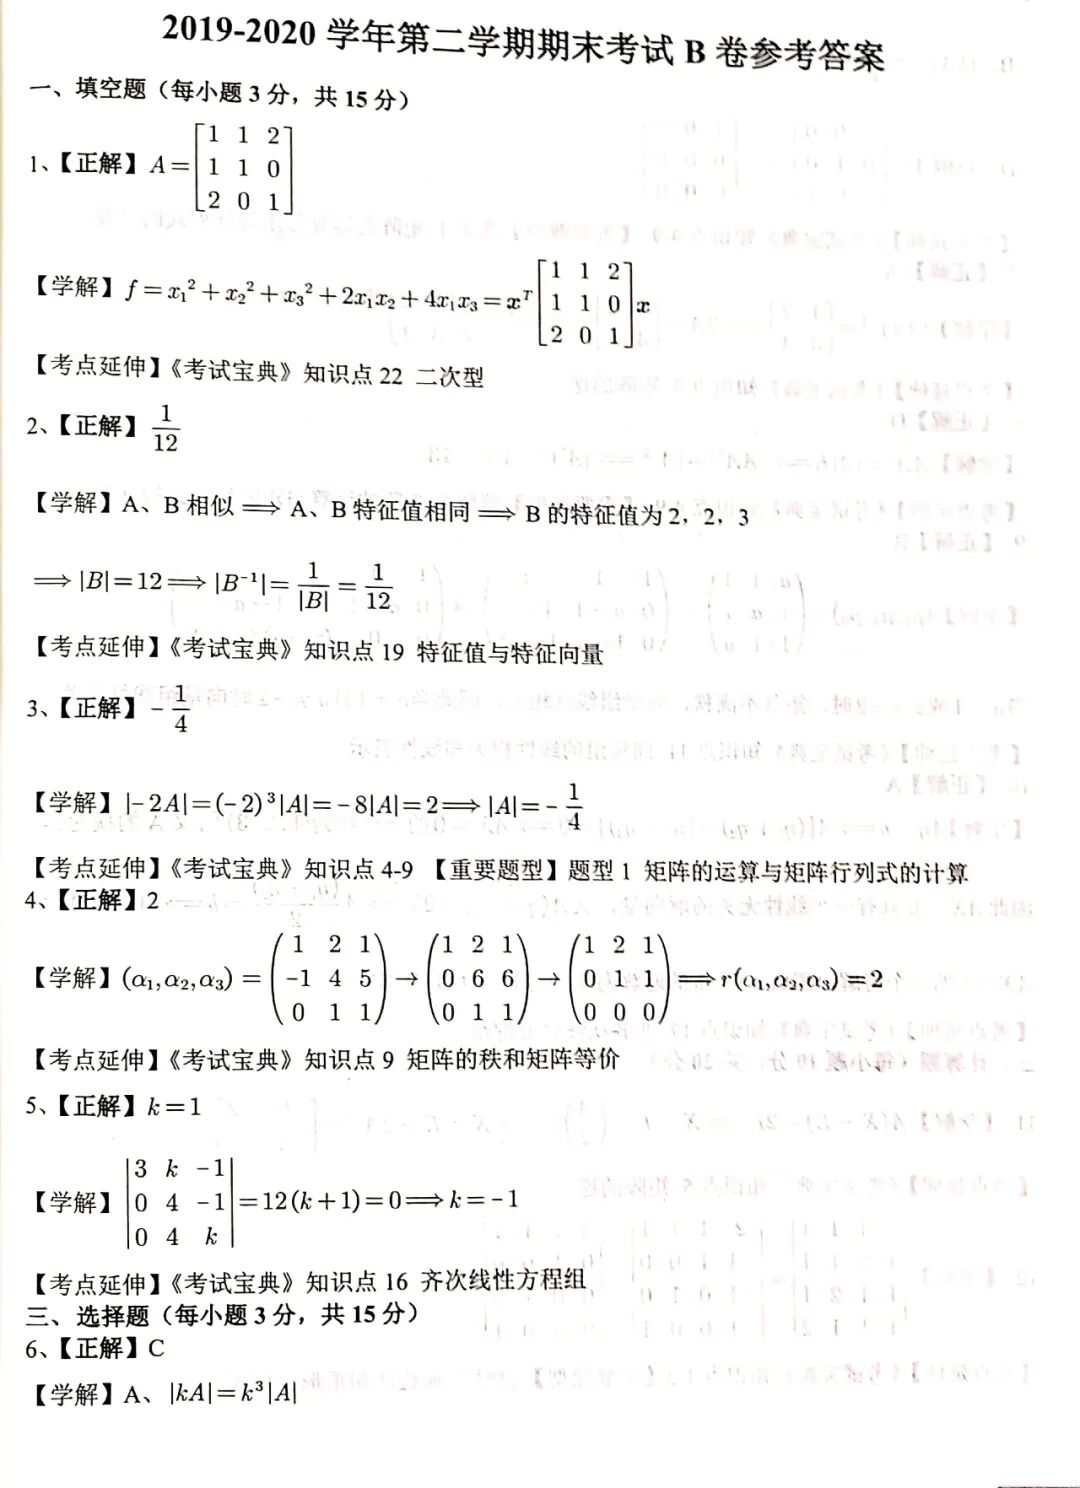 2019-2020 学年第二学期期末考试 B 卷参考答案
一、填空题（每小题 3 分，共 15 分）
1、【正解】A = [1 1 2; 1 1 0; 2 0 1]
【学解】f = x₁² + x₂² + x₃² + 2x₁x₂ + 4x₁x₃ = xᵀ [1 1 2; 1 1 0; 2 0 1] x
【考点延伸】《考试宝典》知识点 22 二次型
2、【正解】1/12
【学解】A、B 相似 ⟹ A、B 特征值相同 ⟹ B 的特征值为 2，2，3
⟹ |B| = 12 ⟹ |B⁻¹| = 1/|B| = 1/12
【考点延伸】《考试宝典》知识点 19 特征值与特征向量
3、【正解】-1/4
【学解】|-2A| = (-2)³|A| = -8|A| = 2 ⟹ |A| = -1/4
【考点延伸】《考试宝典》知识点 4-9 【重要题型】题型 1 矩阵的运算与矩阵行列式的计算
4、【正解】2
【学解】(α₁,α₂,α₃) = (1 2 1; -1 4 5; 0 1 1) → (1 2 1; 0 6 6; 0 1 1) → (1 2 1; 0 1 1; 0 0 0) ⟹ r(α₁,α₂,α₃) = 2
【考点延伸】《考试宝典》知识点 9 矩阵的秩和矩阵等价
5、【正解】k = 1
【学解】|3 k -1; 0 4 -1; 0 4 k| = 12(k + 1) = 0 ⟹ k = -1
【考点延伸】《考试宝典》知识点 16 齐次线性方程组
三、选择题（每小题 3 分，共 15 分）
6、【正解】C
【学解】A、|kA| = k³|A|